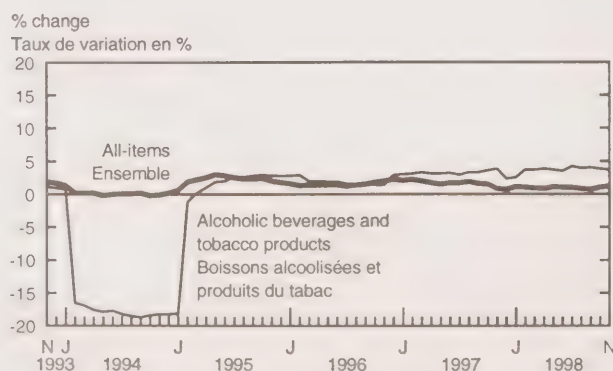 % change
Taux de variation en %
20
15
10
5
0
-5
-10
-15
-20
All-items
Ensemble
Alcoholic beverages and
tobacco products
Boissons alcoolisées et
produits du tabac
N J J J J J N
1993 1994 1995 1996 1997 1998